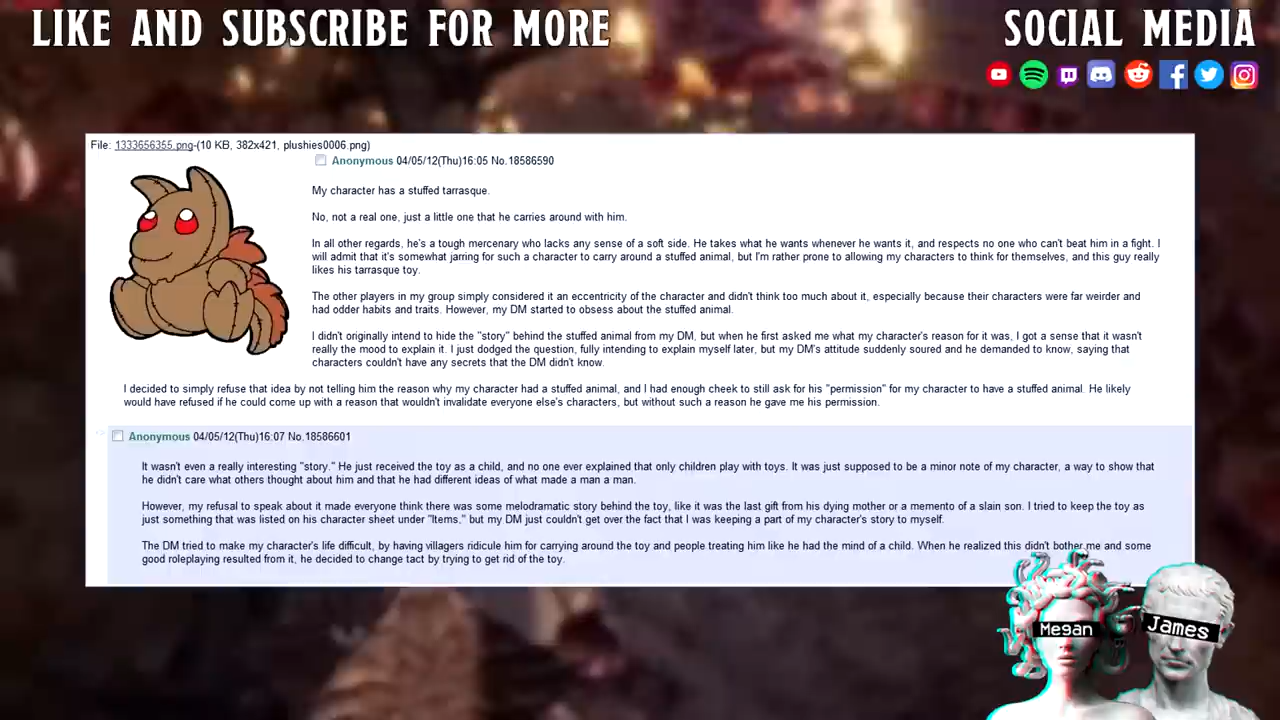 LIKE AND SUBSCRIBE FOR MORE
SOCIAL MEDIA
File: 1333656355.png-(10 KB, 382x421, plushies0006.png)
Anonymous 04/05/12(Thu)16:05 No.18586590
My character has a stuffed tarrasque.
No, not a real one, just a little one that he carries around with him.
In all other regards, he's a tough mercenary who lacks any sense of a soft side. He takes what he wants whenever he wants it, and respects no one who can't beat him in a fight. I
will admit that it's somewhat jarring for such a character to carry around a stuffed animal, but I'm rather prone to allowing my characters to think for themselves, and this guy really
likes his tarrasque toy.
The other players in my group simply considered it an eccentricity of the character and didn't think too much about it, especially because their characters were far weirder and
had odder habits and traits. However, my DM started to obsess about the stuffed animal.
I didn't originally intend to hide the "story" behind the stuffed animal from my DM, but when he first asked me what my character's reason for it was, I got a sense that it wasn't
really the mood to explain it. I just dodged the question, fully intending to explain myself later, but my DM's attitude suddenly soured and he demanded to know, saying that
characters couldn't have any secrets that the DM didn't know.
I decided to simply refuse that idea by not telling him the reason why my character had a stuffed animal, and I had enough cheek to still ask for his "permission" for my character to have a stuffed animal. He likely
would have refused if he could come up with a reason that wouldn't invalidate everyone else's characters, but without such a reason he gave me his permission.
Anonymous 04/05/12(Thu)16:07 No.18586601
It wasn't even a really interesting "story." He just received the toy as a child, and no one ever explained that only children play with toys. It was just supposed to be a minor note of my character, a way to show that
he didn't care what others thought about him and that he had different ideas of what made a man a man.
However, my refusal to speak about it made everyone think there was some melodramatic story behind the toy, like it was the last gift from his dying mother or a memento of a slain son. I tried to keep the toy as
just something that was listed on his character sheet under "Items," but my DM just couldn't get over the fact that I was keeping a part of my character's story to myself.
The DM tried to make my character's life difficult, by having villagers ridicule him for carrying around the toy and people treating him like he had the mind of a child. When he realized this didn't bother me and some
good roleplaying resulted from it, he decided to change tact by trying to get rid of the toy.
Megan
James